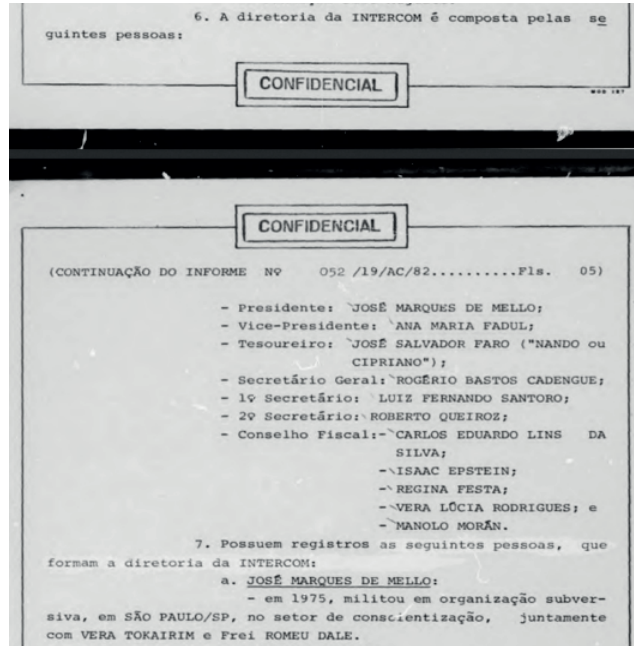 6. A diretoria da INTERCOM é composta pelas se
guintes pessoas:
CONFIDENCIAL
CONFIDENCIAL
(CONTINUAÇÃO DO INFORME Nº 052 /19/AC/82..........Fls. 05)
- Presidente: JOSÉ MARQUES DE MELLO;
- Vice-Presidente: ANA MARIA FADUL;
- Tesoureiro: JOSÉ SALVADOR FARO ("NANDO ou
CIPRIANO");
- Secretário Geral: ROGÉRIO BASTOS CADENGUE;
- 1º Secretário: LUIZ FERNANDO SANTORO;
- 2º Secretário: ROBERTO QUEIROZ;
- Conselho Fiscal:- CARLOS EDUARDO LINS DA
SILVA;
- ISAAC EPSTEIN;
- REGINA FESTA;
- VERA LÚCIA RODRIGUES; e
- MANOLO MORÁN.
7. Possuem registros as seguintes pessoas, que
formam a diretoria da INTERCOM:
a. JOSÉ MARQUES DE MELLO:
- em 1975, militou em organização subver-
siva, em SÃO PAULO/SP, no setor de conscientização, juntamente
com VERA TOKAIRIM e Frei ROMEU DALE.